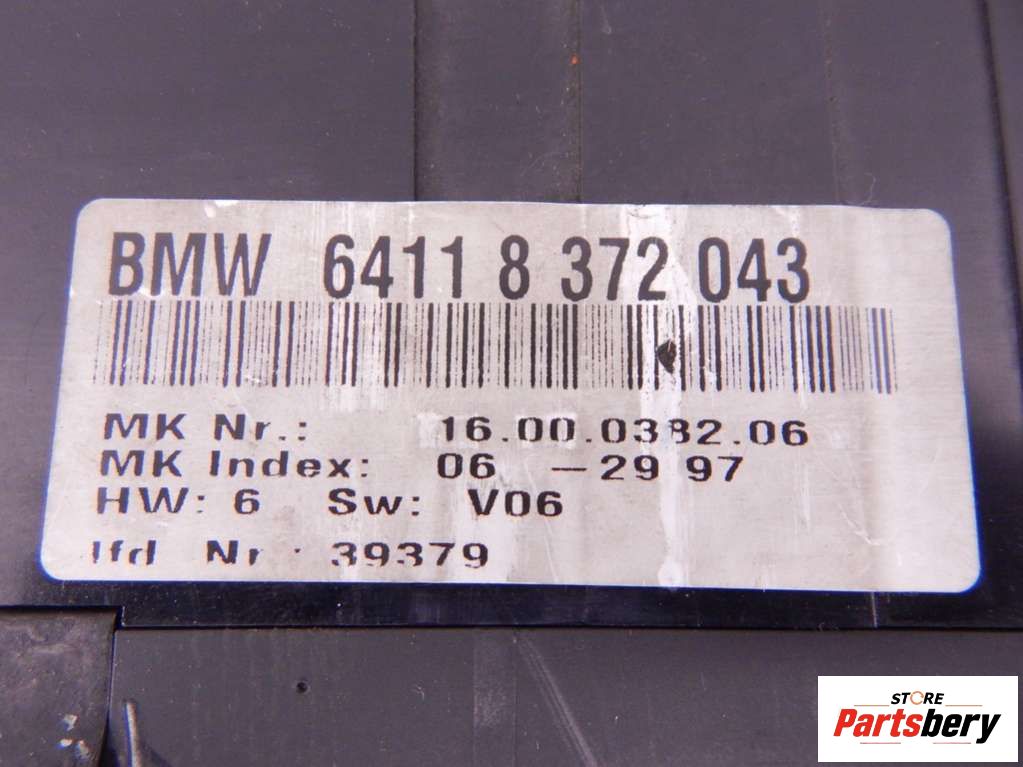 BMW 6411 8 372 043
MK Nr.: 16.00.0382.06
MK Index: 06 -29 97
HW: 6 Sw: V06
lfd Nr.: 39379
STORE
Partsbery